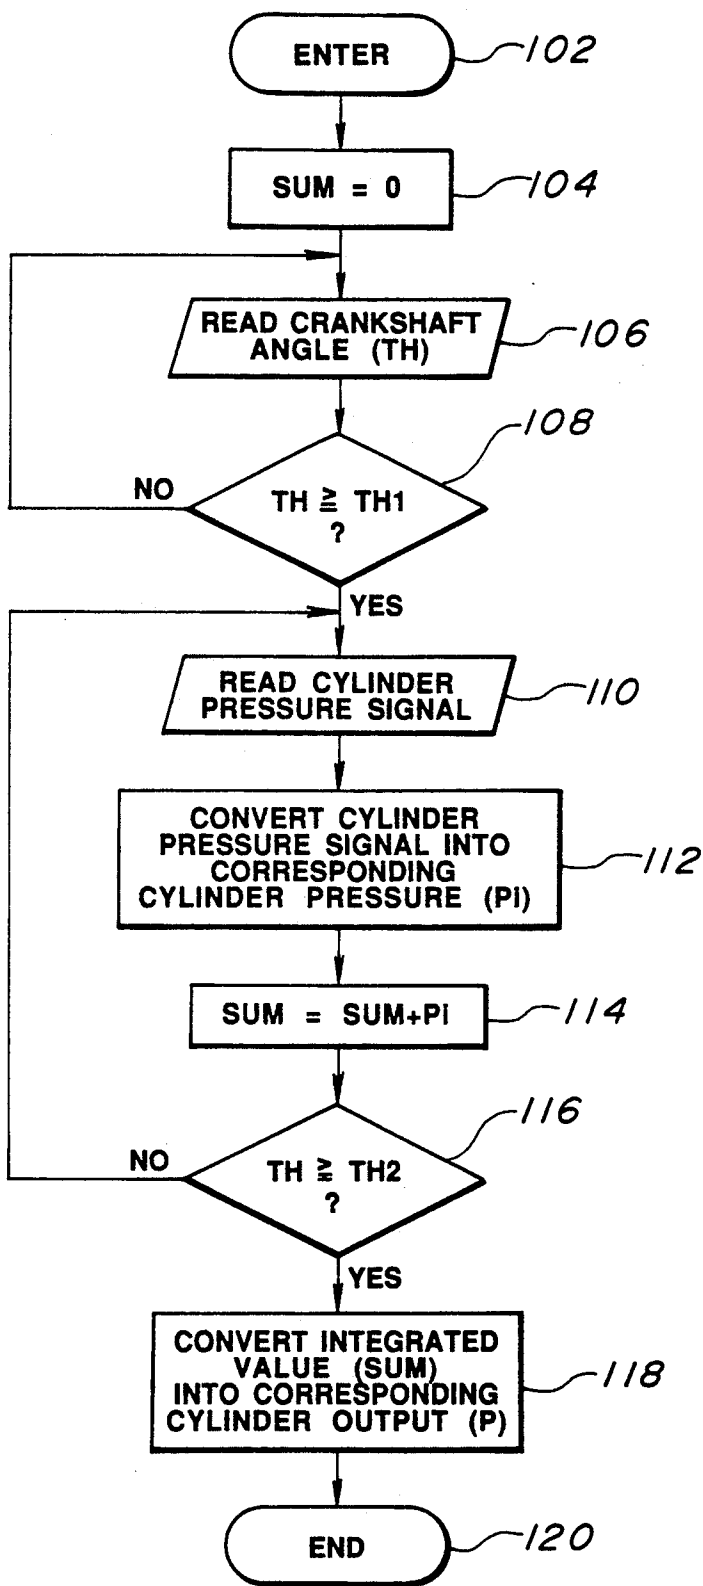 ENTER
102
SUM = 0
104
READ CRANKSHAFT
ANGLE (TH)
106
108
TH ≧ TH1
?
NO
YES
READ CYLINDER
PRESSURE SIGNAL
110
CONVERT CYLINDER
PRESSURE SIGNAL INTO
CORRESPONDING
CYLINDER PRESSURE (Pi)
112
SUM = SUM+Pi
114
116
TH ≧ TH2
?
NO
YES
CONVERT INTEGRATED
VALUE (SUM)
INTO CORRESPONDING
CYLINDER OUTPUT (P)
118
END
120